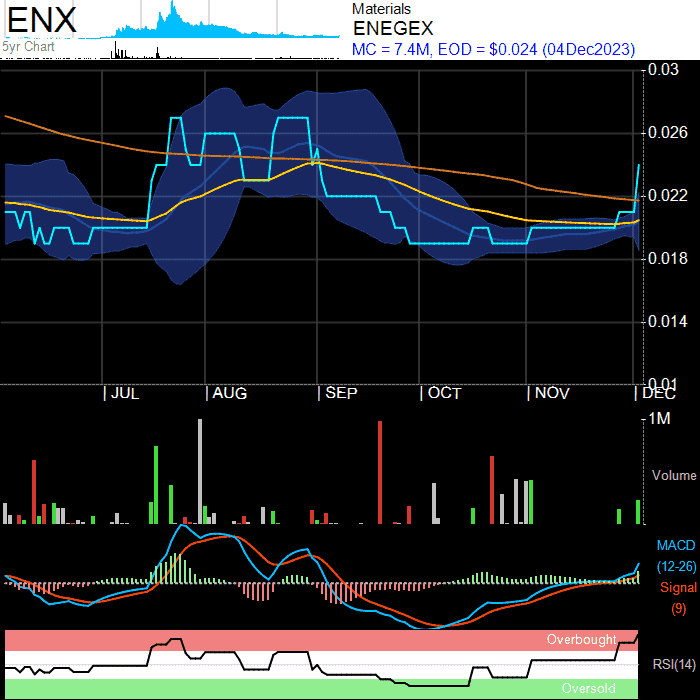 ENX
5yr Chart
Materials
ENEGEX
MC = 7.4M, EOD = $0.024 (04Dec2023)
0.03
0.026
0.022
0.018
0.014
0.01
JUL AUG SEP OCT NOV DEC
1M
Volume
MACD
(12-26)
Signal
(9)
Overbought
RSI(14)
Oversold